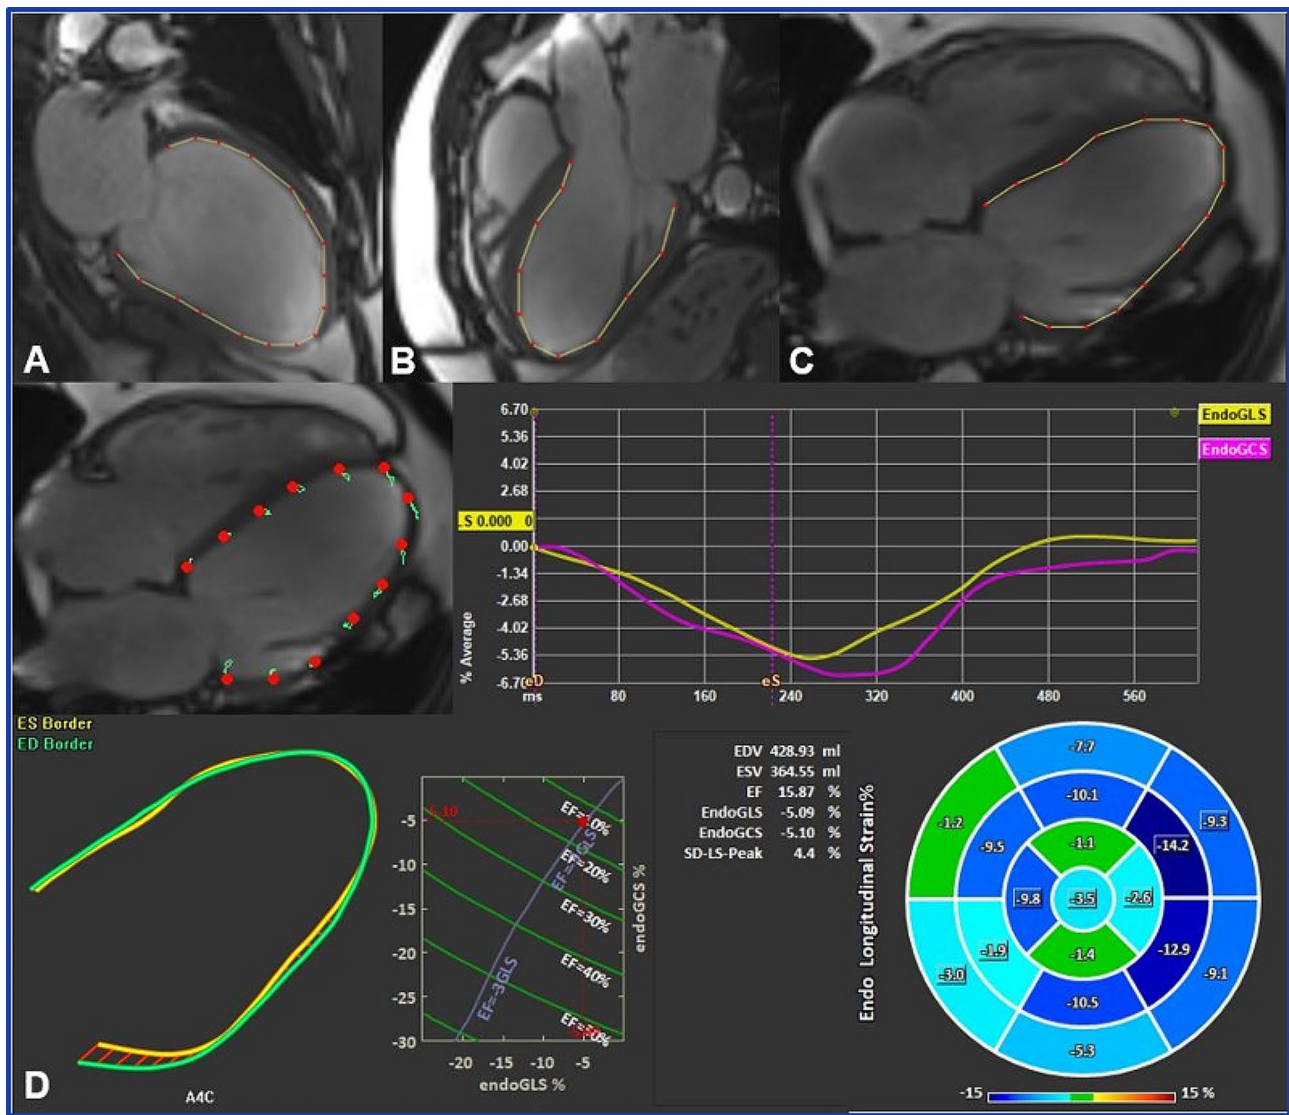 A
B
C
6.70
5.36
4.02
2.68
LS 0.000 0
0.00
-1.34
-2.68
-4.02
-5.36
-6.70
% Average
EndoGLS
EndoGCS
eD
eS
ms
80
160
240
320
400
480
560
ES Border
ED Border
D
A4C
-5
-10
-15
-20
-25
-30
-20
-15
-10
-5
0
endoGLS %
endoGCS %
EF=20%
EF=30%
EF=40%
EF=50%
EF=-3GLS
EDV 428.93 ml
ESV 364.55 ml
EF 15.87 %
EndoGLS -5.09 %
EndoGCS -5.10 %
SD-LS-Peak 4.4 %
Endo Longitudinal Strain%
-7.7
-10.1
-1.2
-9.3
-9.5
-1.1
-14.2
-9.8
-3.5
-2.6
-1.9
-1.4
-12.9
-3.0
-9.1
-10.5
-5.3
-15
15 %